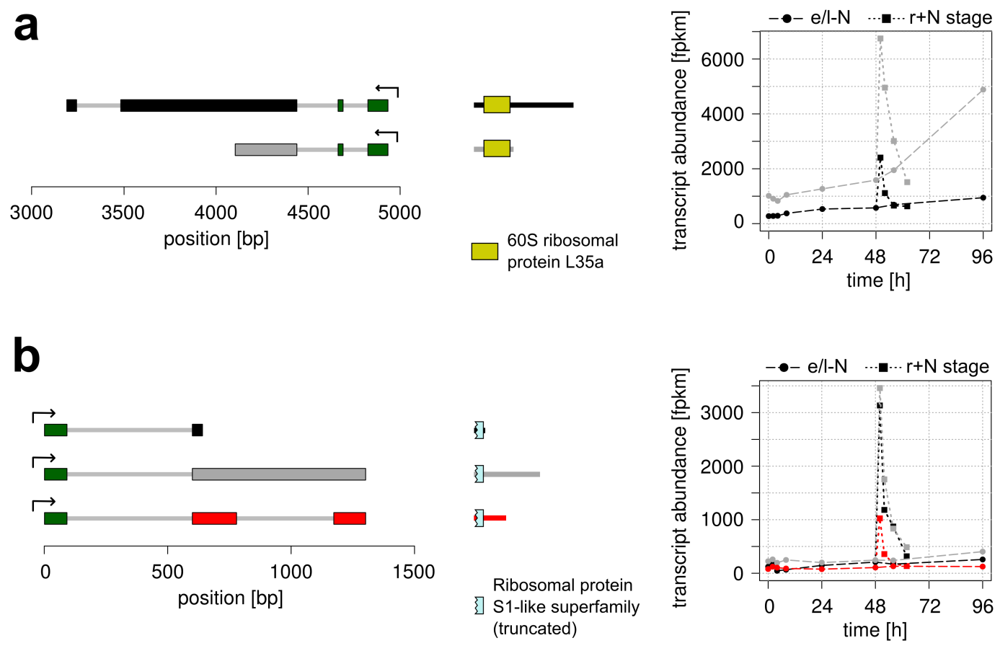 a
3000 3500 4000 4500 5000
position [bp]
60S ribosomal
protein L35a
e/l-N r+N stage
transcript abundance [fpkm]
6000
4000
2000
0
0 24 48 72 96
time [h]
b
0 500 1000 1500
position [bp]
Ribosomal protein
S1-like superfamily
(truncated)
e/l-N r+N stage
transcript abundance [fpkm]
3000
2000
1000
0
0 24 48 72 96
time [h]